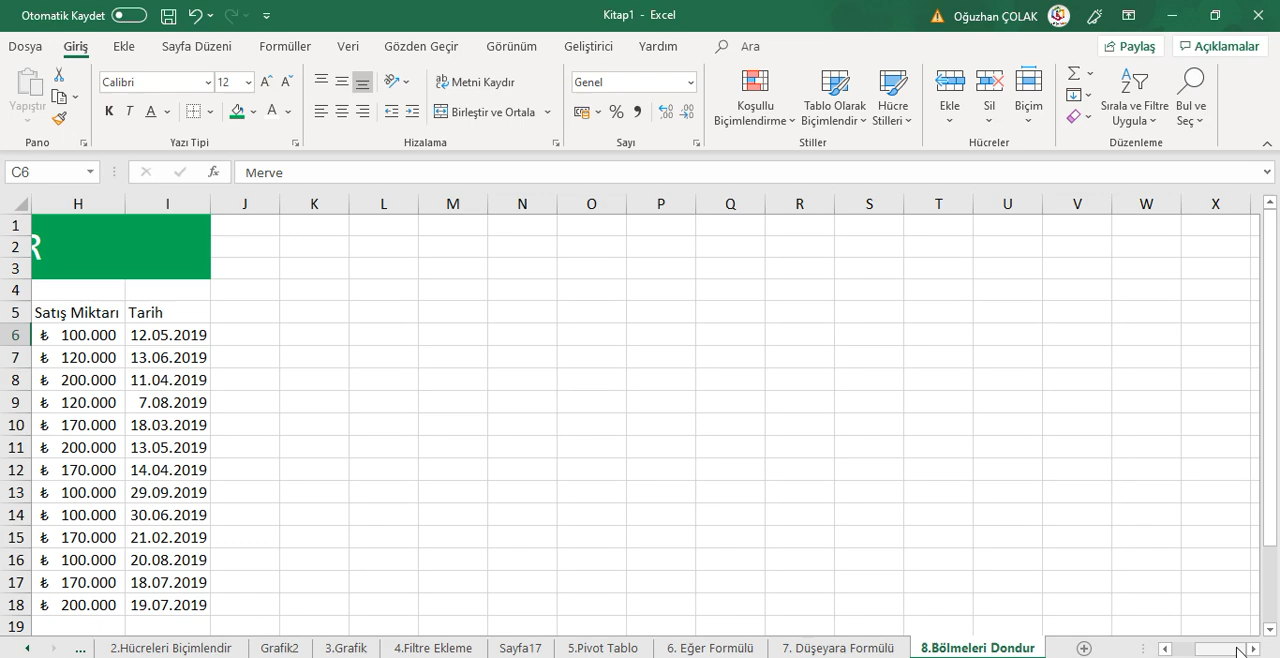 Otomatik Kaydet
Kitap1 - Excel
Oğuzhan ÇOLAK
Dosya Giriş Ekle Sayfa Düzeni Formüller Veri Gözden Geçir Görünüm Geliştirici Yardım Ara
Paylaş Açıklamalar
Yapıştır
Pano
Calibri 12
K T A
Yazı Tipi
Metni Kaydır
Birleştir ve Ortala
Hizalama
Genel
Sayı
Koşullu Biçimlendirme
Tablo Olarak Biçimlendir
Hücre Stilleri
Stiller
Ekle Sil Biçim
Hücreler
Sırala ve Filtre Uygula
Bul ve Seç
Düzenleme
C6 fx Merve
H I J K L M N O P Q R S T U V W X
1
2 R
3
4
5 Satış Miktarı Tarih
6 ₺ 100.000 12.05.2019
7 ₺ 120.000 13.06.2019
8 ₺ 200.000 11.04.2019
9 ₺ 120.000 7.08.2019
10 ₺ 170.000 18.03.2019
11 ₺ 200.000 13.05.2019
12 ₺ 170.000 14.04.2019
13 ₺ 100.000 29.09.2019
14 ₺ 100.000 30.06.2019
15 ₺ 170.000 21.02.2019
16 ₺ 100.000 20.08.2019
17 ₺ 170.000 18.07.2019
18 ₺ 200.000 19.07.2019
19
... 2.Hücreleri Biçimlendir Grafik2 3.Grafik 4.Filtre Ekleme Sayfa17 5.Pivot Tablo 6. Eğer Formülü 7. Düşeyara Formülü 8.Bölmeleri Dondur